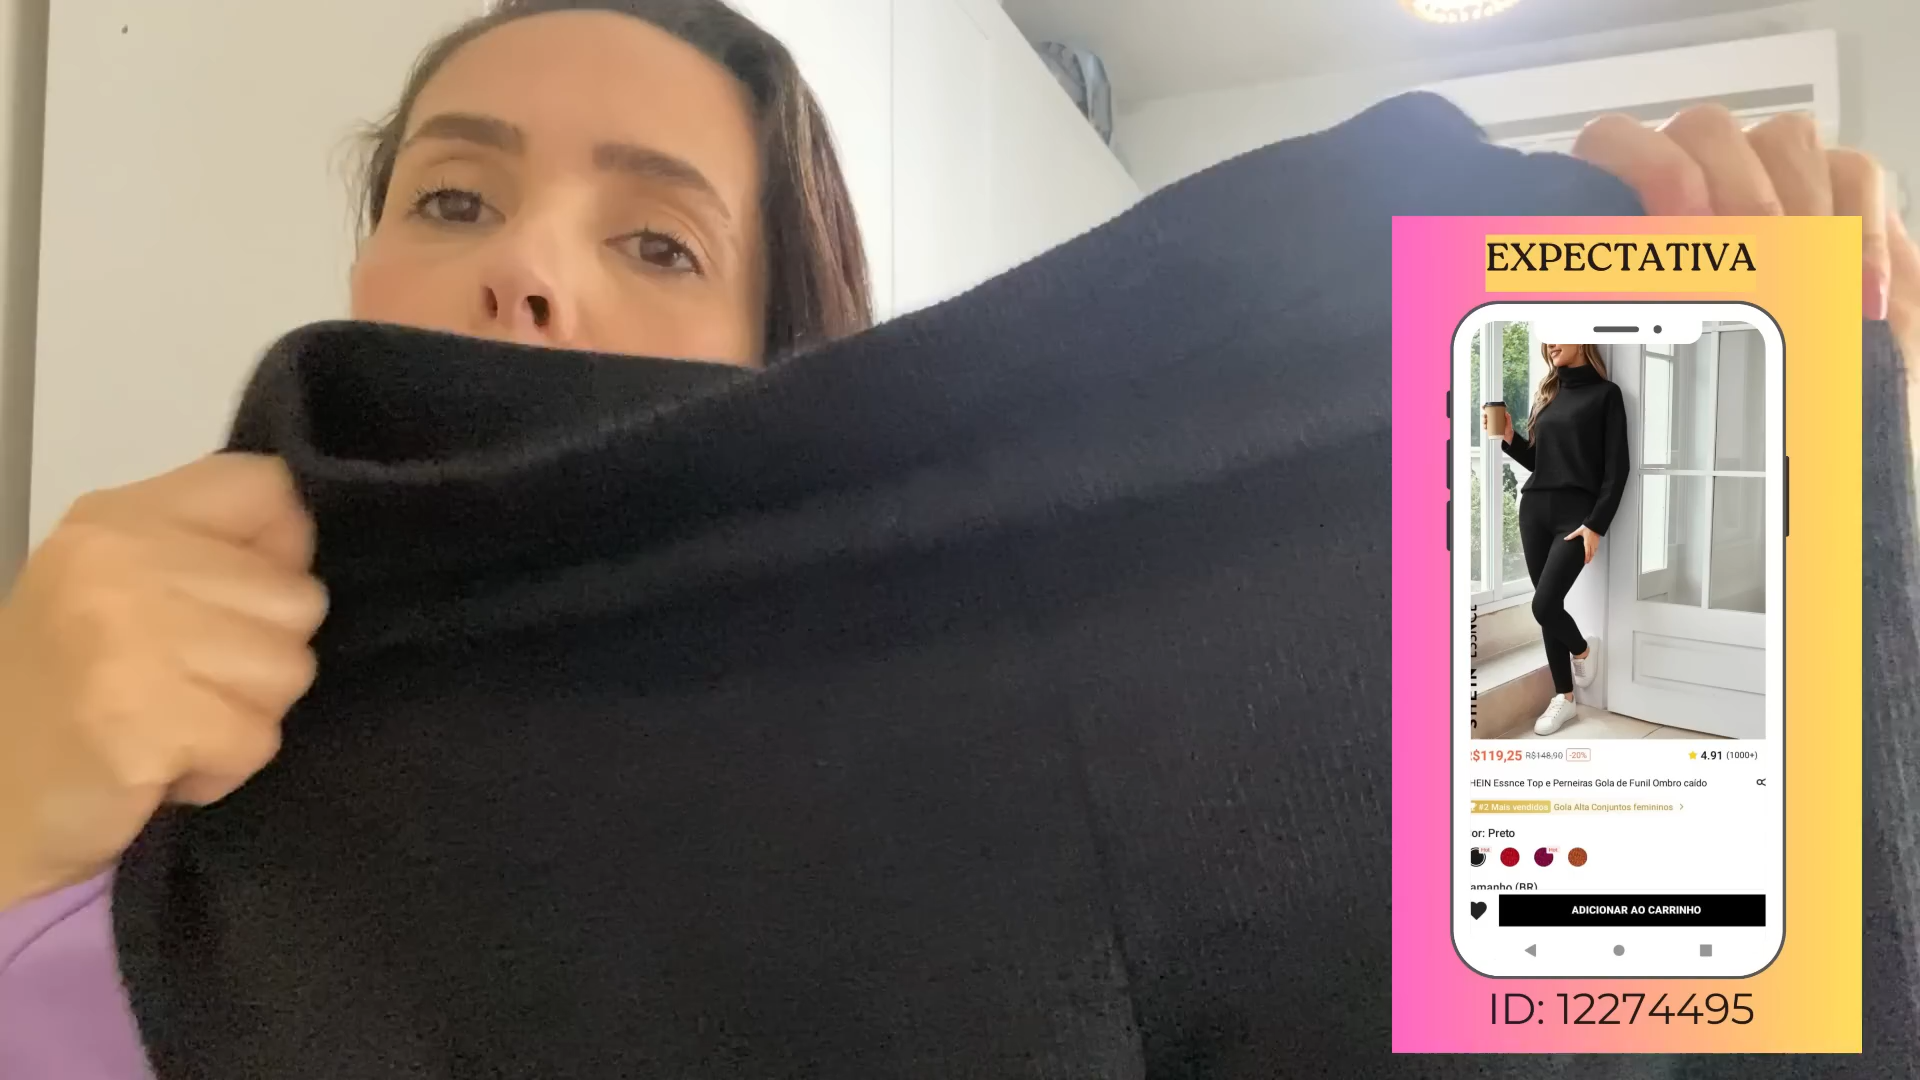 EXPECTATIVA
$119,25 R$148,90 -20% 4.91 (1000+)
HEIN Essnce Top e Perneiras Gola de Funil Ombro caído
#2 Mais vendidos Gola Alta Conjuntos femininos >
or: Preto
amanho (BR)
ADICIONAR AO CARRINHO
ID: 12274495